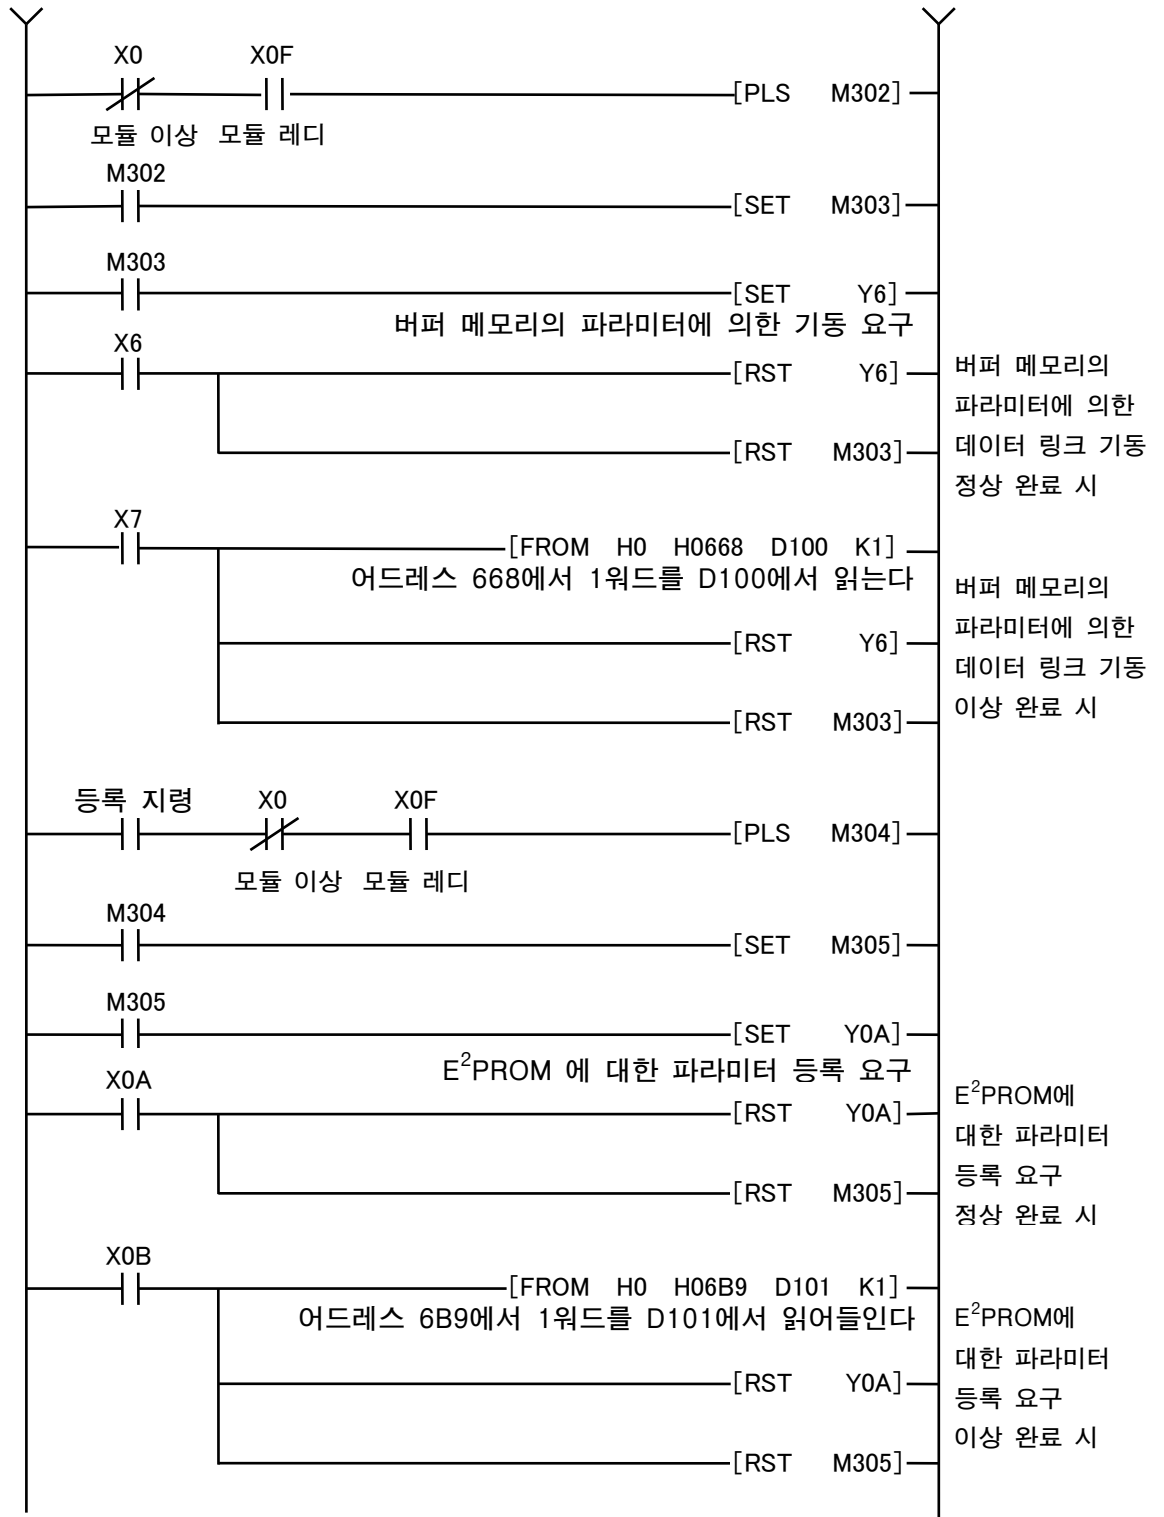 X0 X0F
[PLS M302]
모듈 이상 모듈 레디
M302
[SET M303]
M303
[SET Y6]
버퍼 메모리의 파라미터에 의한 기동 요구
X6
[RST Y6]
[RST M303]
버퍼 메모리의
파라미터에 의한
데이터 링크 기동
정상 완료 시
X7
[FROM H0 H0668 D100 K1]
어드레스 668에서 1워드를 D100에서 읽는다
[RST Y6]
[RST M303]
버퍼 메모리의
파라미터에 의한
데이터 링크 기동
이상 완료 시
등록 지령 X0 X0F
[PLS M304]
모듈 이상 모듈 레디
M304
[SET M305]
M305
[SET Y0A]
E²PROM 에 대한 파라미터 등록 요구
X0A
[RST Y0A]
[RST M305]
E²PROM에
대한 파라미터
등록 요구
정상 완료 시
X0B
[FROM H0 H06B9 D101 K1]
어드레스 6B9에서 1워드를 D101에서 읽어들인다
[RST Y0A]
[RST M305]
E²PROM에
대한 파라미터
등록 요구
이상 완료 시